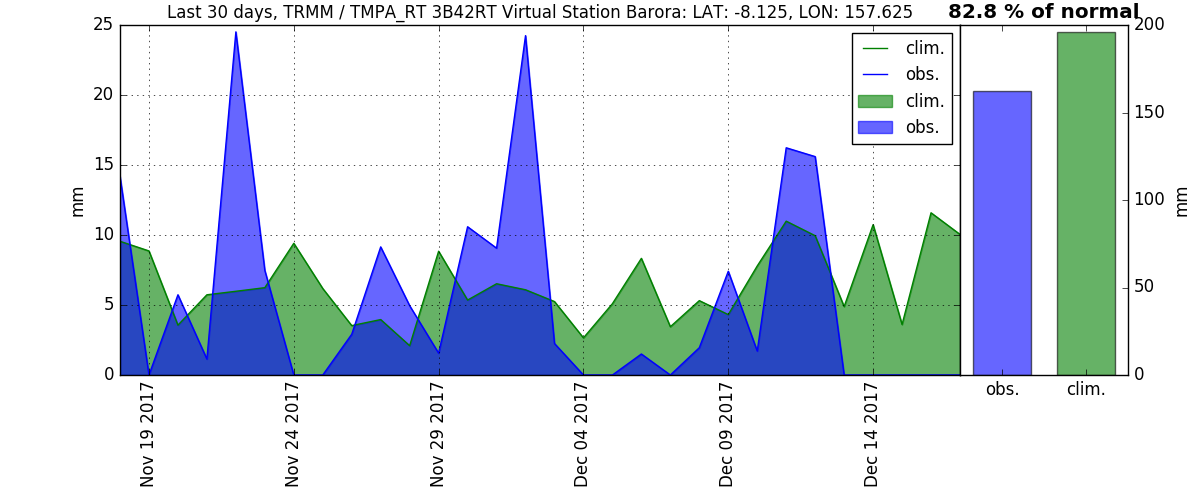 Last 30 days, TRMM / TMPA_RT 3B42RT Virtual Station Barora: LAT: -8.125, LON: 157.625
82.8 % of normal
25
20
15
10
5
0
mm
clim.
obs.
clim.
obs.
Nov 19 2017
Nov 24 2017
Nov 29 2017
Dec 04 2017
Dec 09 2017
Dec 14 2017
200
150
100
50
0
mm
obs.
clim.